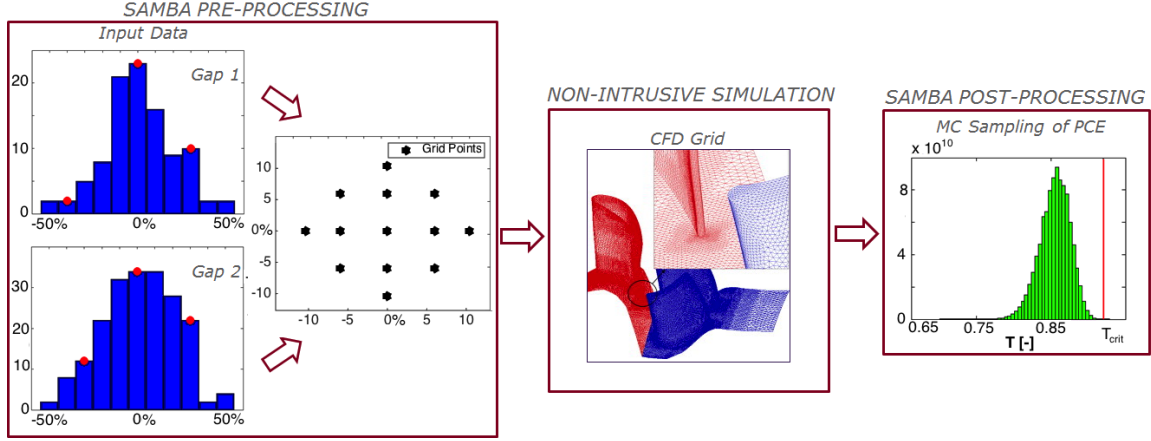 SAMBA PRE-PROCESSING
Input Data
Gap 1
20
10
0
-50%
0%
50%
Gap 2
30
20
10
0
-50%
0%
50%
Grid Points
10
5
0%
-5
-10
-10
-5
0%
5
10
NON-INTRUSIVE SIMULATION
CFD Grid
SAMBA POST-PROCESSING
MC Sampling of PCE
x 10^10
8
4
0
0.65
0.75
0.85
T_crit
T [-]